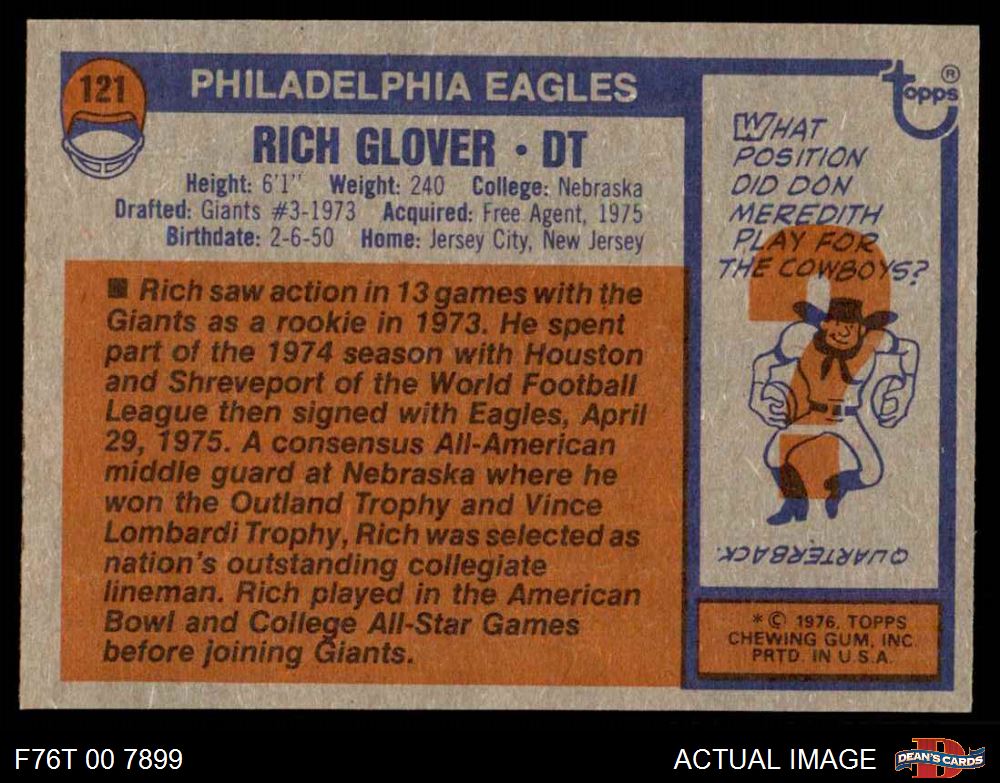 121
PHILADELPHIA EAGLES
RICH GLOVER • DT
Height: 6'1" Weight: 240 College: Nebraska
Drafted: Giants #3-1973 Acquired: Free Agent, 1975
Birthdate: 2-6-50 Home: Jersey City, New Jersey
■ Rich saw action in 13 games with the
Giants as a rookie in 1973. He spent
part of the 1974 season with Houston
and Shreveport of the World Football
League then signed with Eagles, April
29, 1975. A consensus All-American
middle guard at Nebraska where he
won the Outland Trophy and Vince
Lombardi Trophy, Rich was selected as
nation's outstanding collegiate
lineman. Rich played in the American
Bowl and College All-Star Games
before joining Giants.
topps ®
WHAT
POSITION
DID DON
MEREDITH
PLAY FOR
THE COWBOYS?
?
QUARTERBACK.
* © 1976, TOPPS
CHEWING GUM, INC.
PRTD. IN U.S.A.
F76T 00 7899
ACTUAL IMAGE
D
DEAN'S CARDS